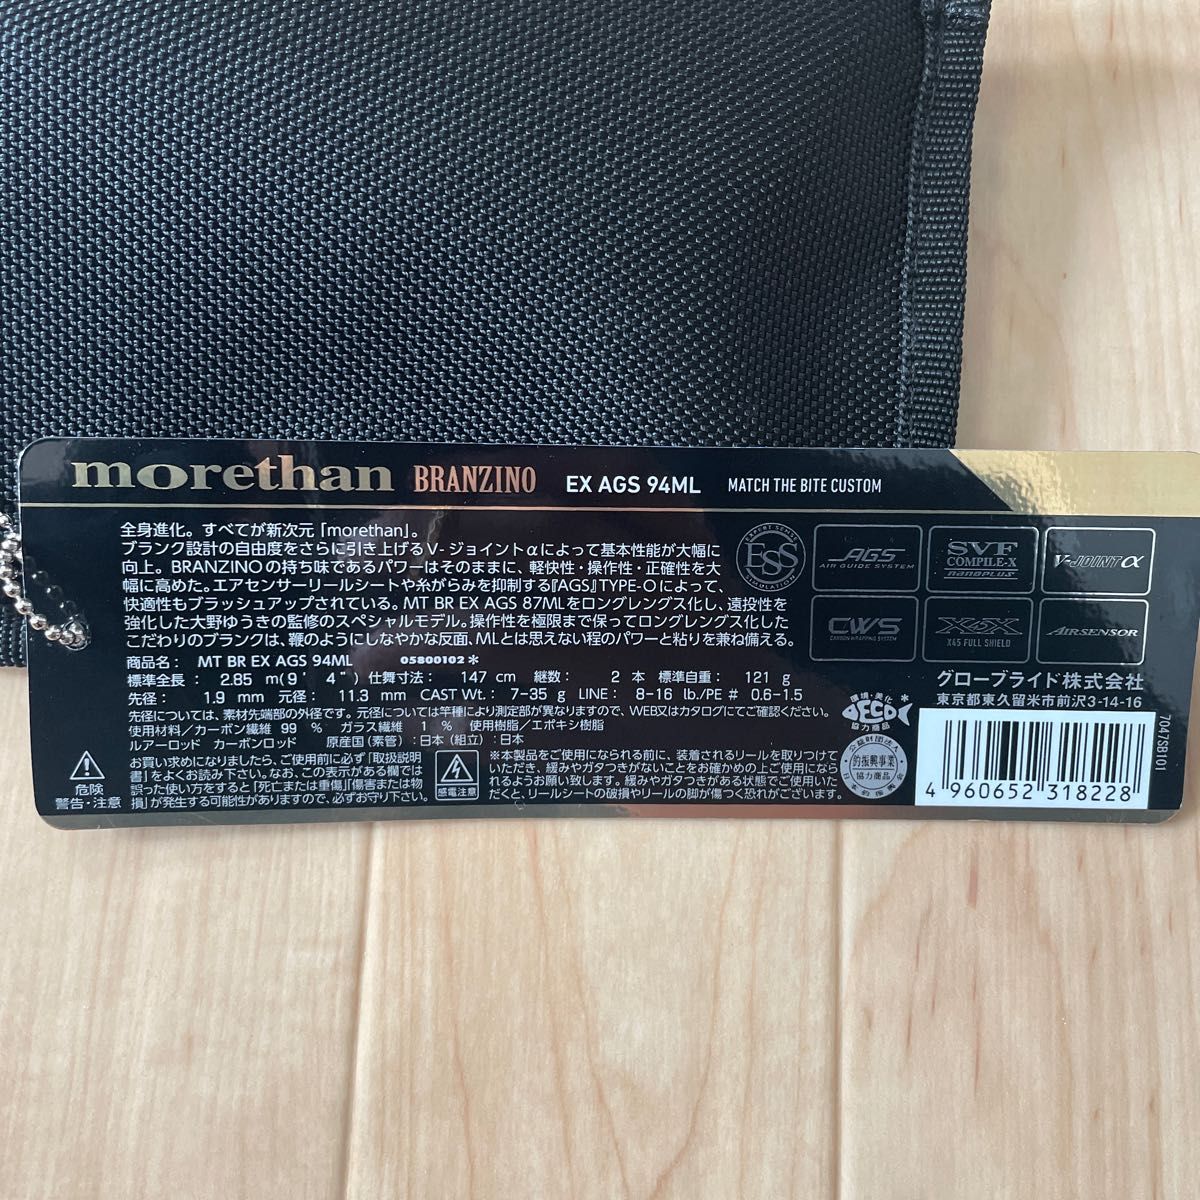 morethan BRANZINO EX AGS 94ML MATCH THE BITE CUSTOM
全身進化。すべてが新次元「morethan」。
ブランク設計の自由度をさらに引き上げるV-ジョイントαによって基本性能が大幅に
向上。BRANZINOの持ち味であるパワーはそのままに、軽快性・操作性・正確性を大
幅に高めた。エアセンサーリールシートや糸がらみを抑制する『AGS』TYPE-Oによって、
快適性もブラッシュアップされている。MT BR EX AGS 87MLをロングレングス化し、遠投性を
強化した大野ゆうきの監修のスペシャルモデル。操作性を極限まで保ってロングレングス化した
こだわりのブランクは、鞭のようにしなやかな反面、MLとは思えない程のパワーと粘りを兼ね備える。
商品名: MT BR EX AGS 94ML 05800102*
標準全長: 2.85 m(9' 4") 仕舞寸法: 147 cm 継数: 2 本 標準自重: 121 g
先径: 1.9 mm 元径: 11.3 mm CAST Wt.: 7-35 g LINE: 8-16 lb./PE # 0.6-1.5
先径については、素材先端部の外径です。元径については竿種により測定部が異なりますので、WEB又はカタログにてご確認ください。
使用材料/カーボン繊維 99 % ガラス繊維 1 % 使用樹脂/エポキシ樹脂
ルアーロッド カーボンロッド 原産国(素管):日本(組立):日本
危険
警告・注意
お買い求めになりましたら、ご使用前に必ず「取扱説明
書」をよくお読み下さい。なお、この表示がある欄では
誤った使い方をすると「死亡または重傷」「傷害または物
損」が発生する可能性がありますので、必ずお守り下さい。
感電注意
※本製品をご使用になられる前に、装着されるリールを取りつけて
いただき、緩みやガタつきがないことをお確かめの上ご使用になら
れるようお願い致します。緩みやガタつきがある状態でご使用いた
だくと、リールシートの破損やリールの脚が傷つく恐れがございます。
EXPERT SENSE
ESS
SIMULATION
AGS
AIR GUIDE SYSTEM
SVF
COMPILE-X
nanoPLUS
V-JOINT α
CWS
CARBON WRAPPING SYSTEM
X45X
X45 FULL SHIELD
AIRSENSOR
グローブライド株式会社
東京都東久留米市前沢3-14-16
環境・美化
ECO
協力商品
公益財団法人
釣振興事業
協力商品
4 960652 318228
704/SB101